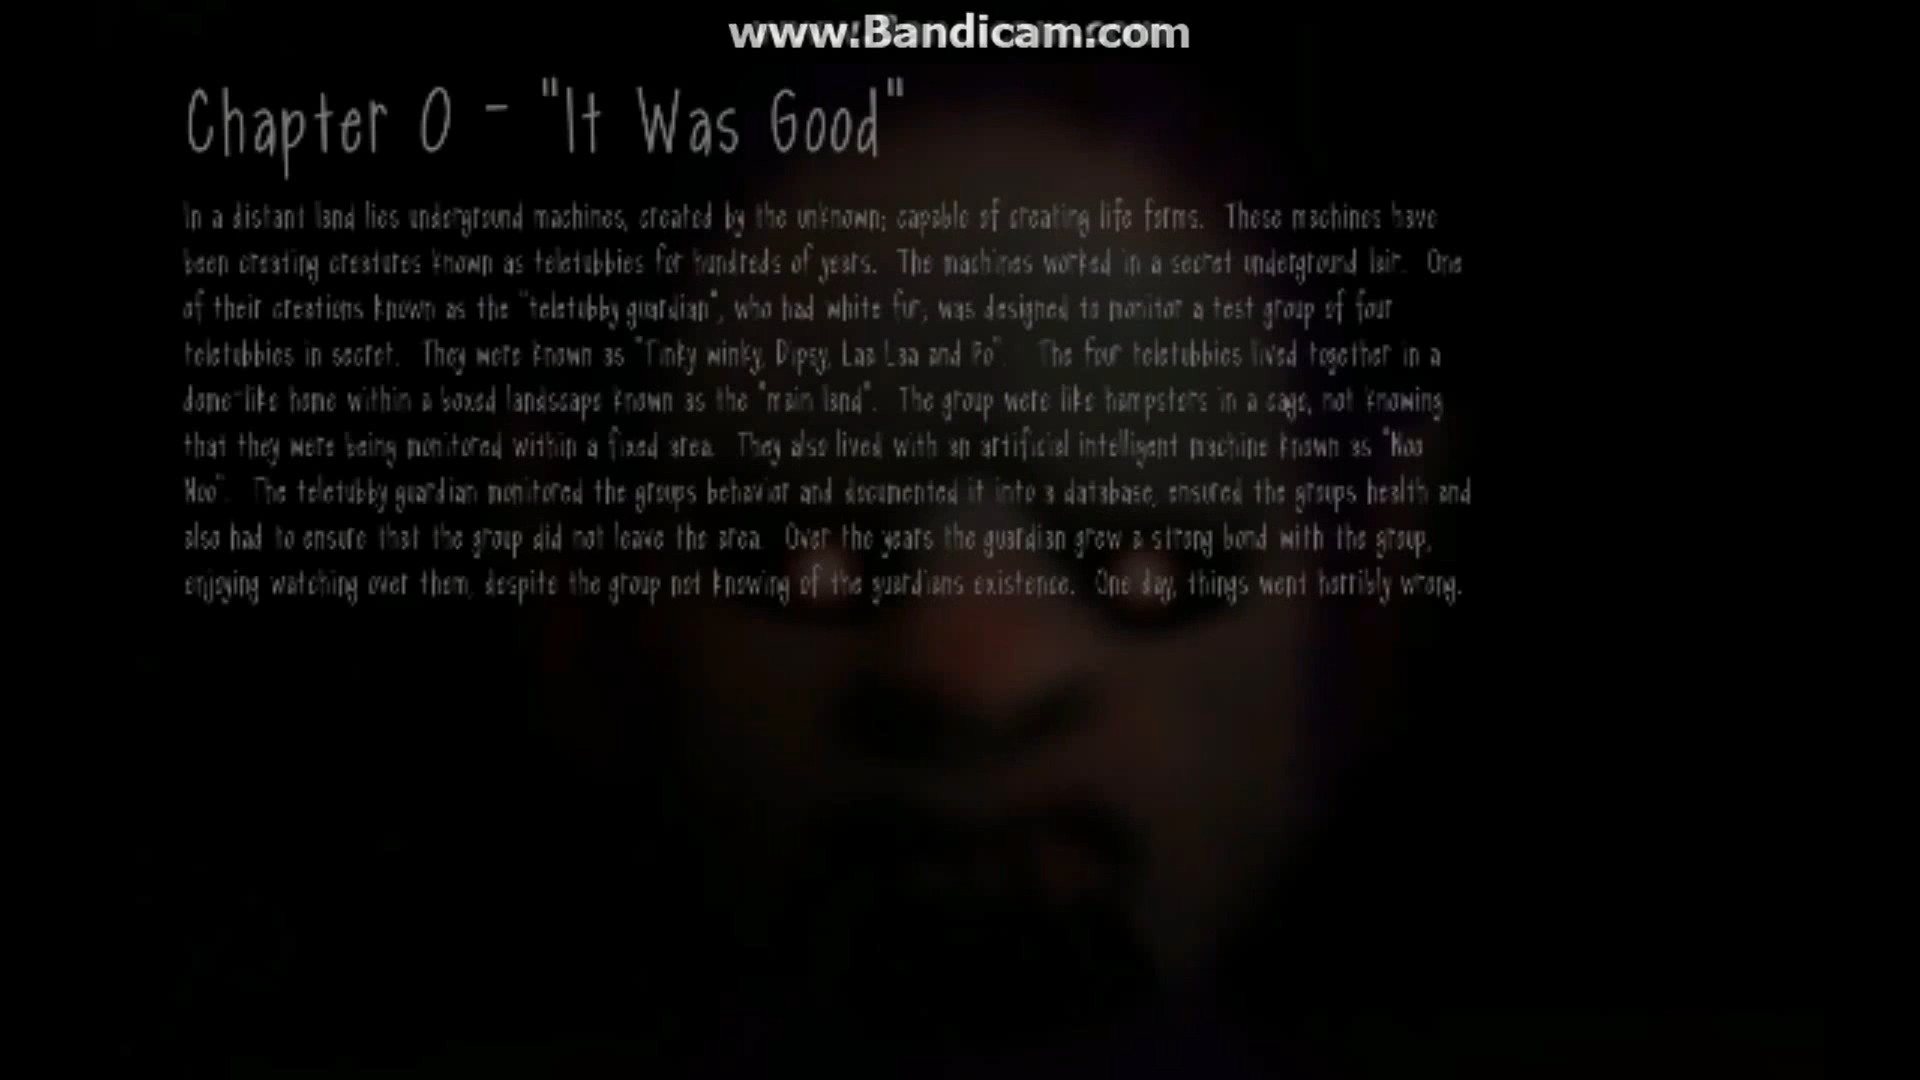 www.Bandicam.com
Chapter 0 - "It Was Good"
In a distant land lies underground machines, created by the unknown; capable of creating life forms. These machines have
been creating creatures known as teletubbies for hundreds of years. The machines worked in a secret underground lair. One
of their creations known as the "teletubby guardian", who had white fur, was designed to monitor a test group of four
teletubbies in secret. They were known as "Tinky winky, Dipsy, Laa Laa and Po". The four teletubbies lived together in a
dome-like home within a boxed landscape known as the "main land". The group were like hampsters in a cage, not knowing
that they were being monitored within a fixed area. They also lived with an artificial intelligent machine known as "Noo
Noo". The teletubby guardian monitored the groups behavior and documented it into a database, ensured the groups health and
also had to ensure that the group did not leave the area. Over the years the guardian grew a strong bond with the group,
enjoying watching over them, despite the group not knowing of the guardians existence. One day, things went horribly wrong.